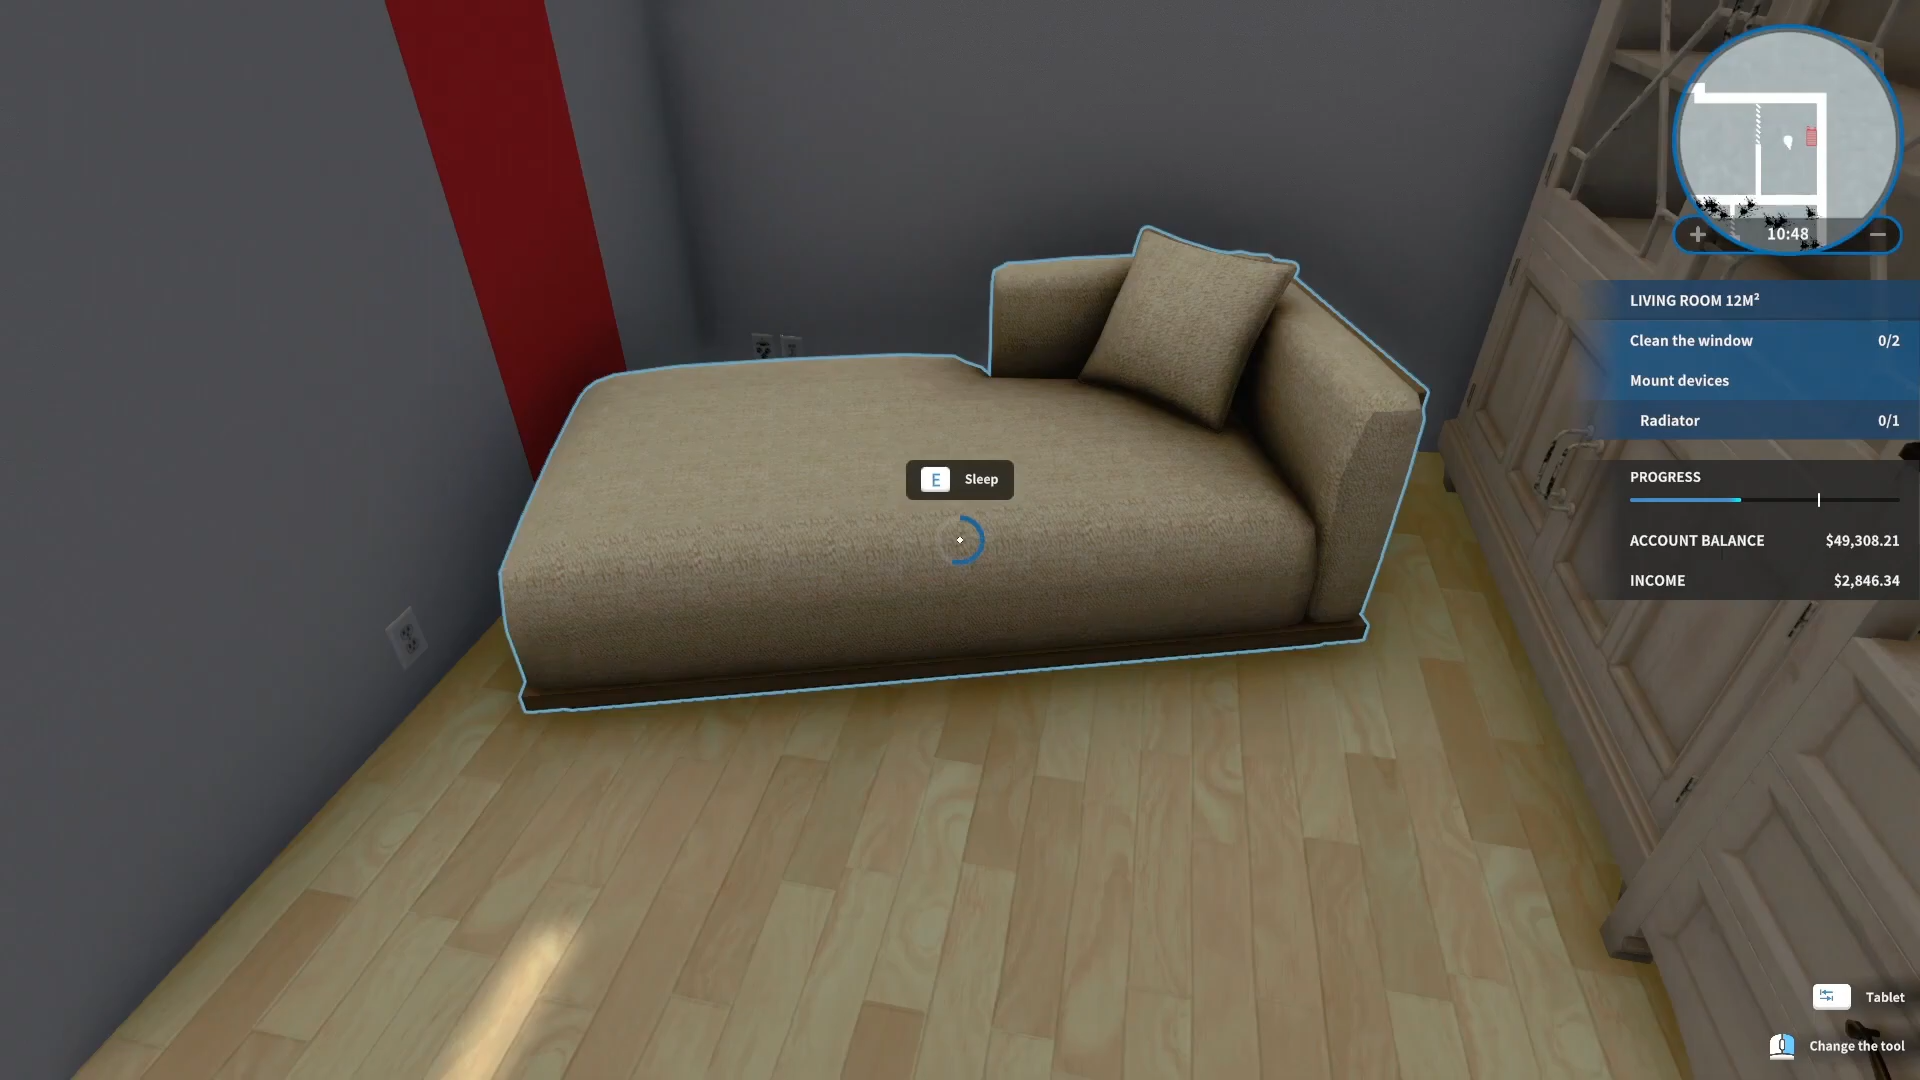 10:48
LIVING ROOM 12M²
Clean the window 0/2
Mount devices
Radiator 0/1
E Sleep
PROGRESS
ACCOUNT BALANCE $49,308.21
INCOME $2,846.34
Tablet
Change the tool